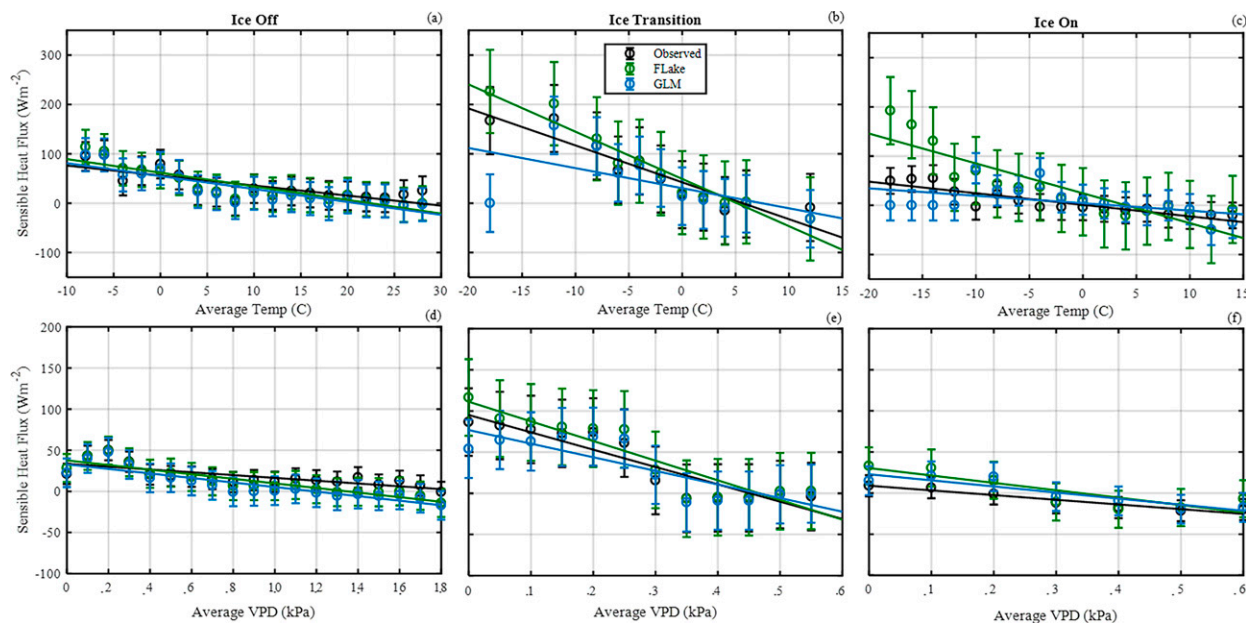 Ice Off
(a)
Ice Transition
(b)
Ice On
(c)
Observed
FLake
GLM
Sensible Heat Flux (Wm-2)
300
200
100
0
-100
-10 -5 0 5 10 15 20 25 30
Average Temp (C)
-20 -15 -10 -5 0 5 10 15
Average Temp (C)
-20 -15 -10 -5 0 5 10 15
Average Temp (C)
(d)
(e)
(f)
Sensible Heat Flux (Wm-2)
200
150
100
50
0
-50
-100
0 .2 .4 .6 .8 1.0 1.2 1.4 1.6 1.8
Average VPD (kPa)
0 .1 .2 .3 .4 .5 .6
Average VPD (kPa)
0 .1 .2 .3 .4 .5 .6
Average VPD (kPa)